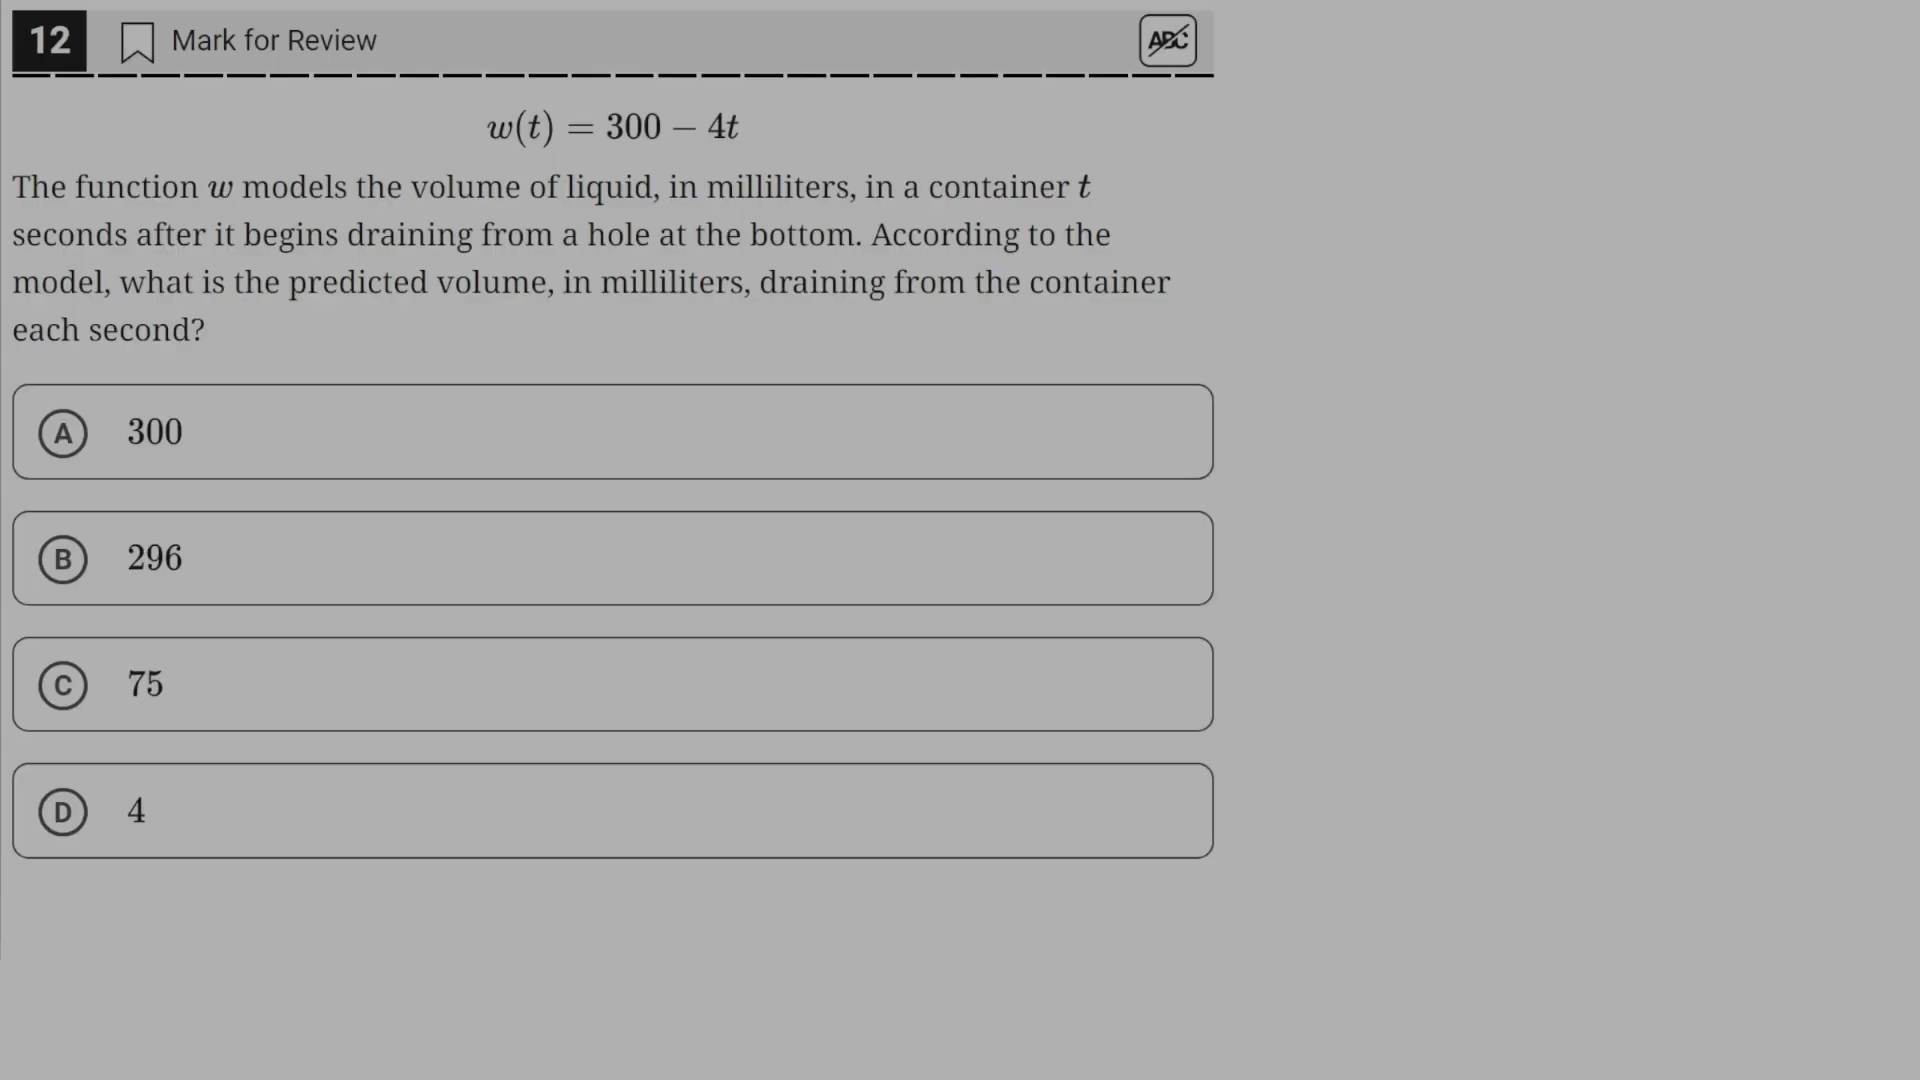 12 Mark for Review ABC
w(t) = 300 − 4t
The function w models the volume of liquid, in milliliters, in a container t
seconds after it begins draining from a hole at the bottom. According to the
model, what is the predicted volume, in milliliters, draining from the container
each second?
A 300
B 296
C 75
D 4